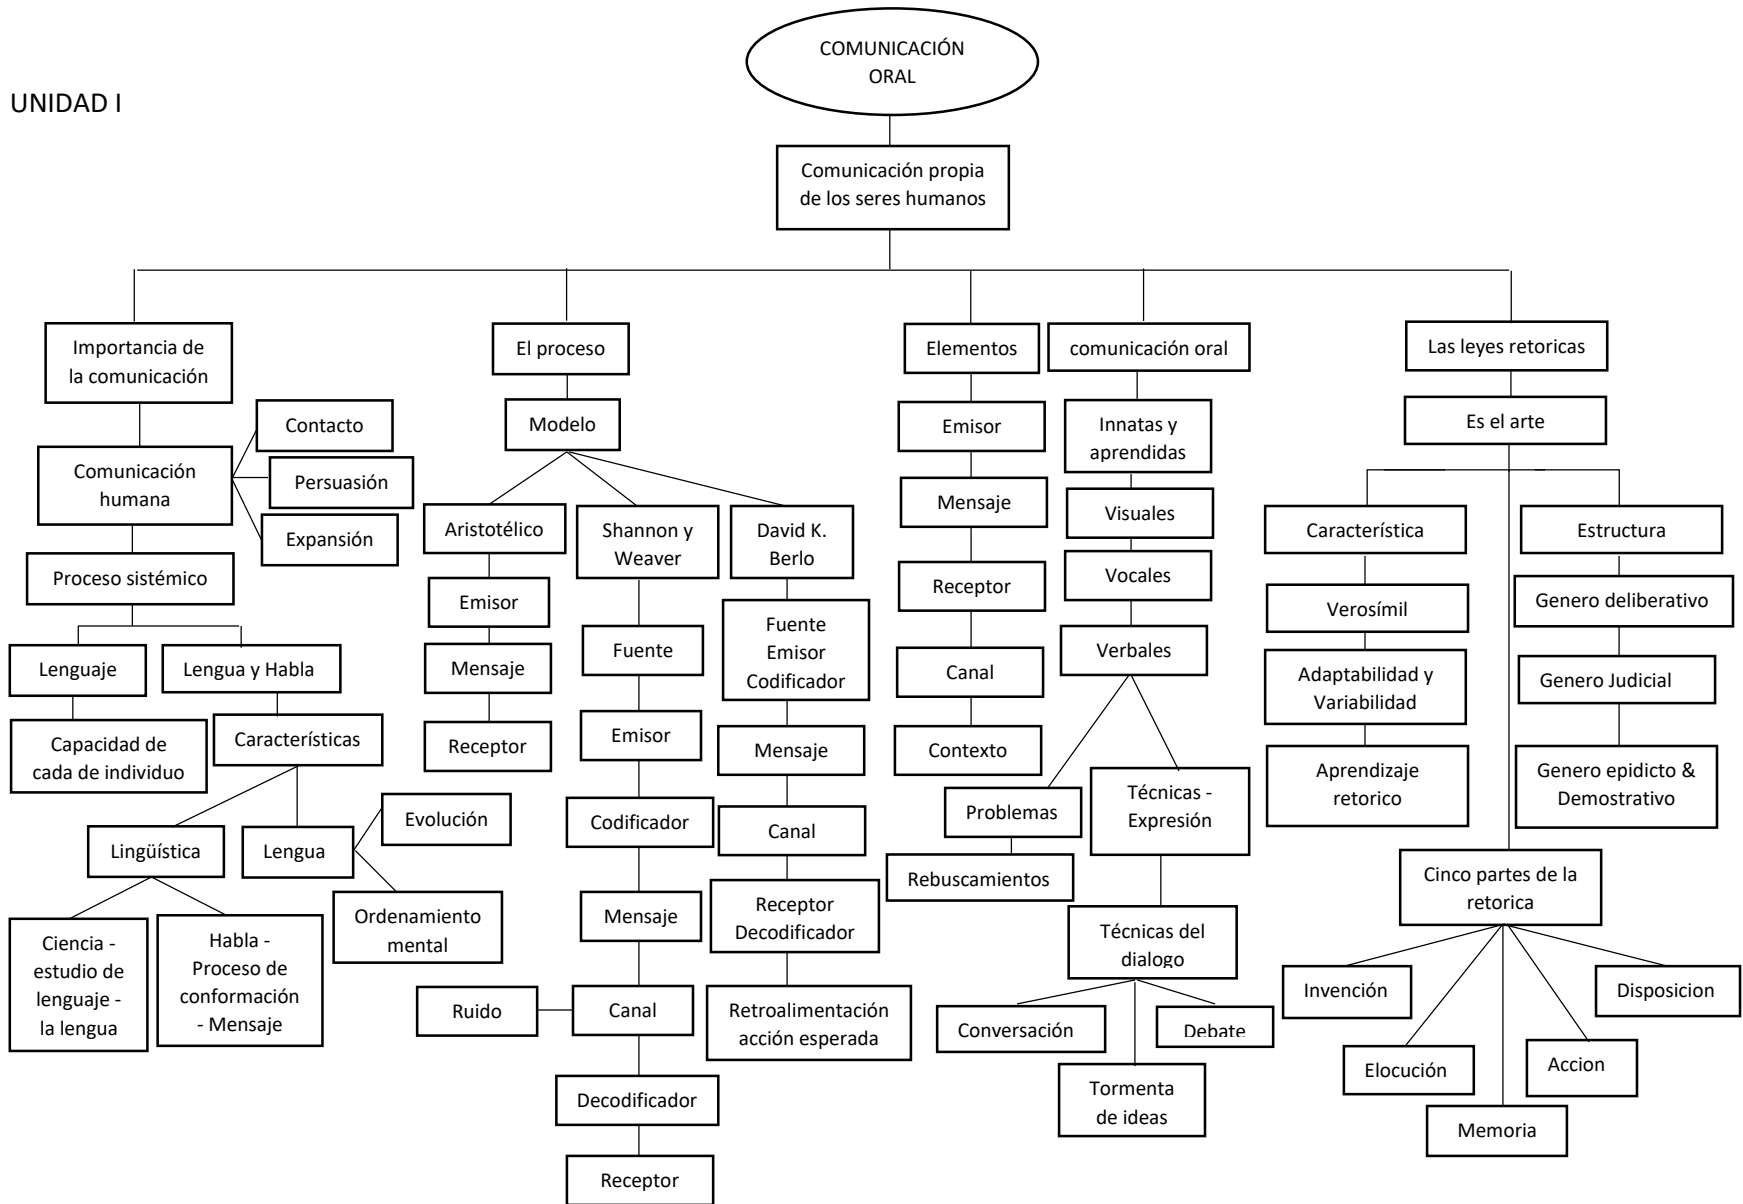 COMUNICACIÓN
ORAL
UNIDAD I
Comunicación propia
de los seres humanos
Importancia de
la comunicación
El proceso
Elementos
comunicación oral
Las leyes retoricas
Contacto
Comunicación
humana
Persuasión
Expansión
Proceso sistémico
Lenguaje
Lengua y Habla
Capacidad de
cada de individuo
Características
Lingüística
Lengua
Evolución
Ordenamiento
mental
Ciencia -
estudio de
lenguaje -
la lengua
Habla -
Proceso de
conformación
- Mensaje
Modelo
Aristotélico
Emisor
Mensaje
Receptor
Shannon y
Weaver
Fuente
Emisor
Codificador
Mensaje
Ruido
Canal
Decodificador
Receptor
David K.
Berlo
Fuente
Emisor
Codificador
Mensaje
Canal
Receptor
Decodificador
Retroalimentación
acción esperada
Emisor
Mensaje
Receptor
Canal
Contexto
Innatas y
aprendidas
Visuales
Vocales
Verbales
Problemas
Rebuscamientos
Técnicas -
Expresión
Técnicas del
dialogo
Conversación
Tormenta
de ideas
Debate
Es el arte
Característica
Verosímil
Adaptabilidad y
Variabilidad
Aprendizaje
retorico
Estructura
Genero deliberativo
Genero Judicial
Genero epidicto &
Demostrativo
Cinco partes de la
retorica
Invención
Elocución
Memoria
Accion
Disposicion